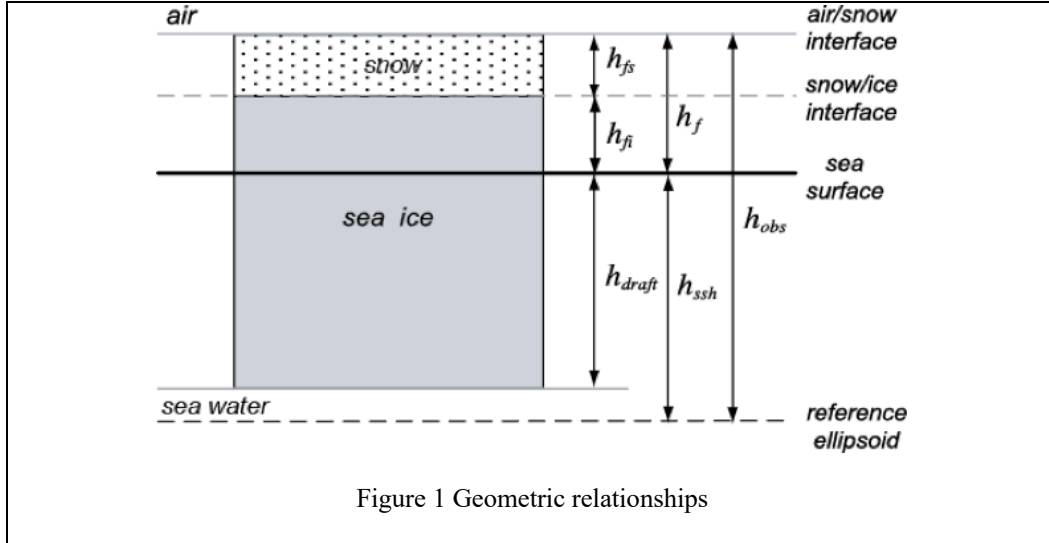 air
air/snow
interface
snow
h_fs
snow/ice
interface
h_f
h_fi
sea
surface
sea ice
h_obs
h_draft
h_ssh
sea water
reference
ellipsoid
Figure 1 Geometric relationships